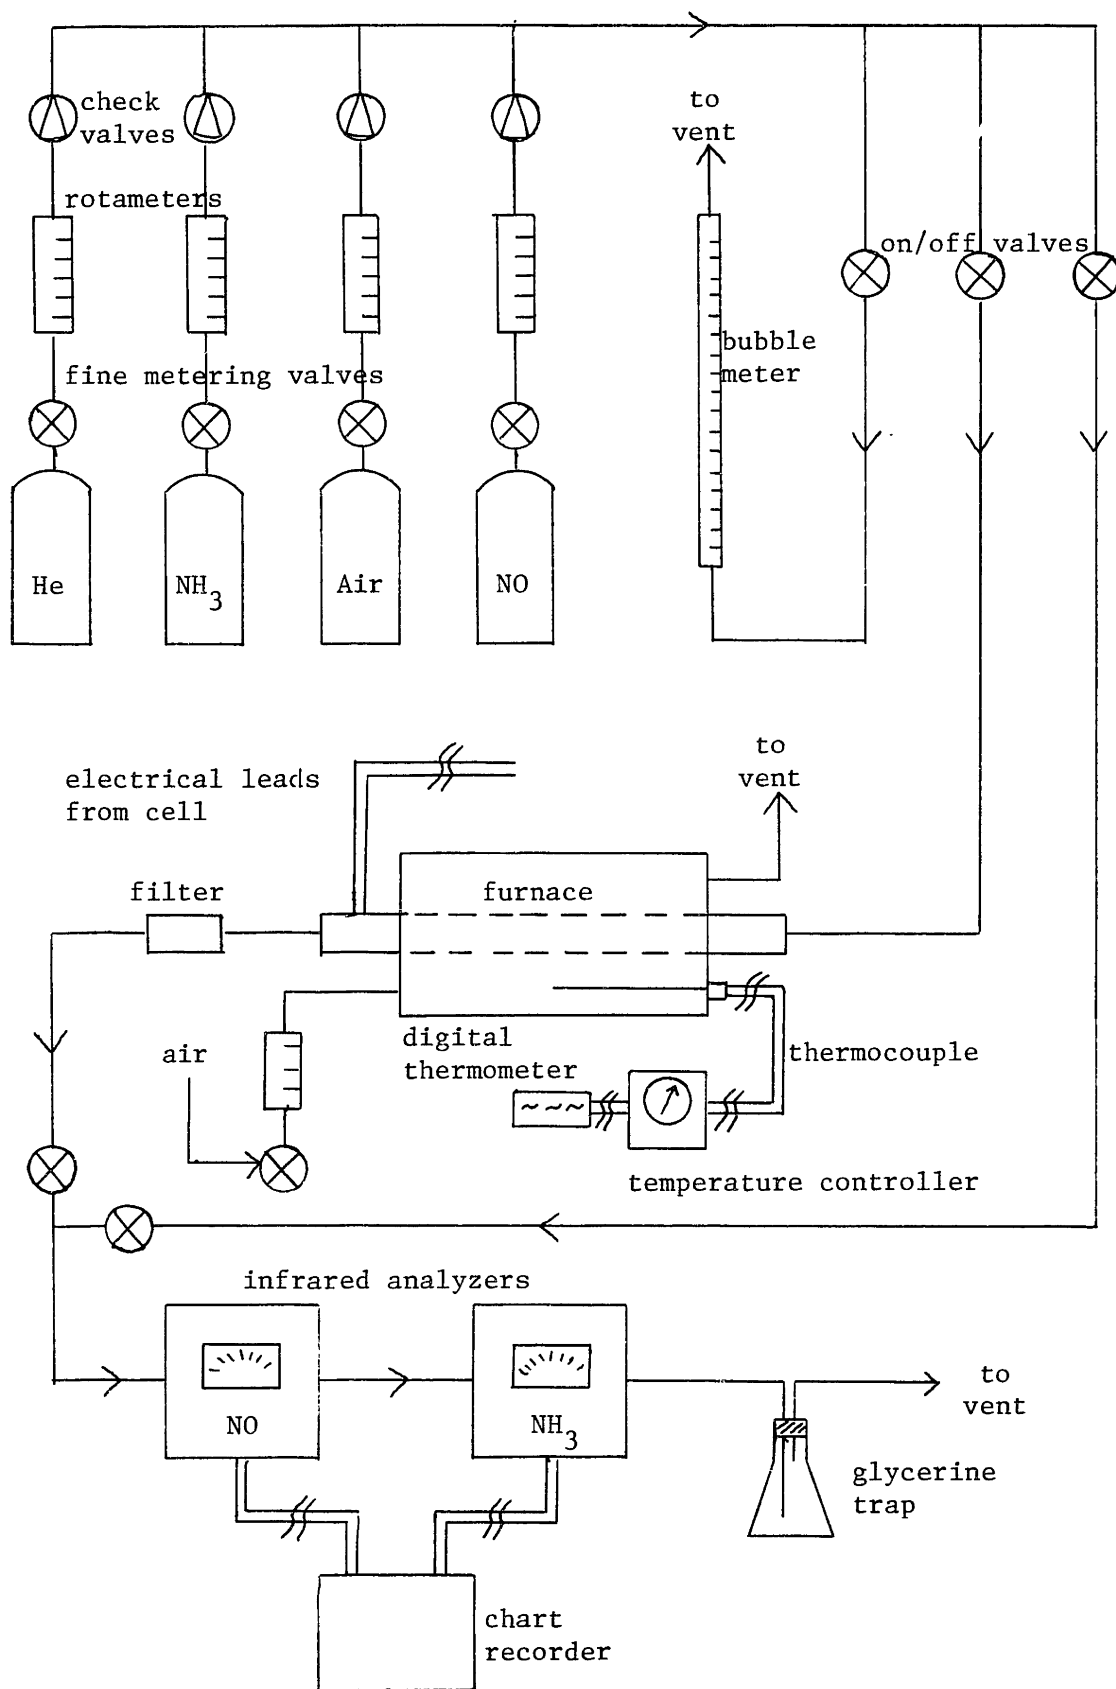 check
valves
to
vent
rotameters
on/off valves
bubble
meter
fine metering valves
He
NH3
Air
NO
electrical leads
from cell
to
vent
filter
furnace
digital
thermometer
air
thermocouple
temperature controller
infrared analyzers
NO
NH3
to
vent
glycerine
trap
chart
recorder